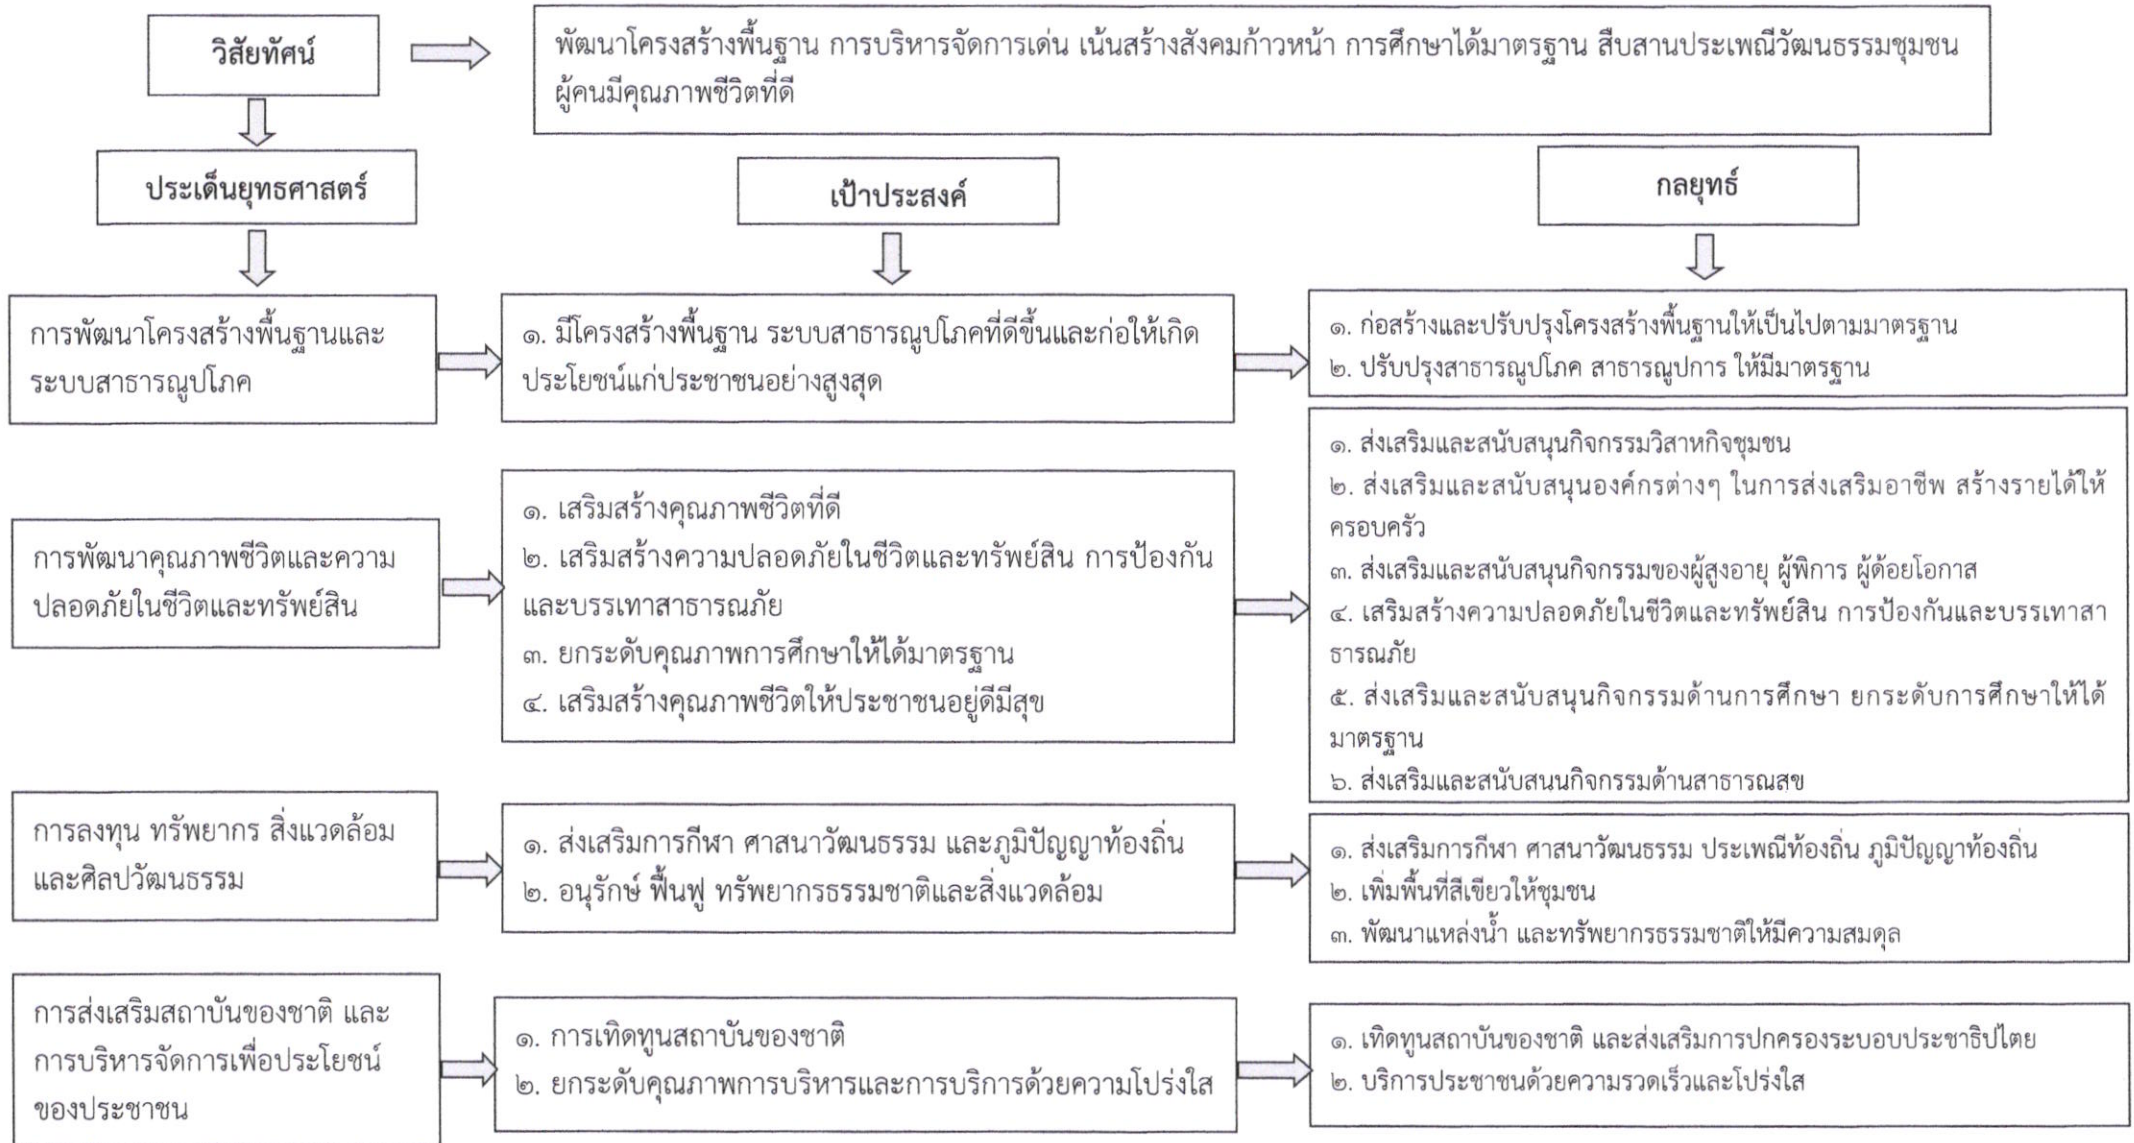 วิสัยทัศน์
พัฒนาโครงสร้างพื้นฐาน การบริหารจัดการเด่น เน้นสร้างสังคมก้าวหน้า การศึกษาได้มาตรฐาน สืบสานประเพณีวัฒนธรรมชุมชน
ผู้คนมีคุณภาพชีวิตที่ดี
ประเด็นยุทธศาสตร์
เป้าประสงค์
กลยุทธ์
การพัฒนาโครงสร้างพื้นฐานและ
ระบบสาธารณูปโภค
๑. มีโครงสร้างพื้นฐาน ระบบสาธารณูปโภคที่ดีขึ้นและก่อให้เกิด
ประโยชน์แก่ประชาชนอย่างสูงสุด
๑. ก่อสร้างและปรับปรุงโครงสร้างพื้นฐานให้เป็นไปตามมาตรฐาน
๒. ปรับปรุงสาธารณูปโภค สาธารณูปการ ให้มีมาตรฐาน
การพัฒนาคุณภาพชีวิตและความ
ปลอดภัยในชีวิตและทรัพย์สิน
๑. เสริมสร้างคุณภาพชีวิตที่ดี
๒. เสริมสร้างความปลอดภัยในชีวิตและทรัพย์สิน การป้องกัน
และบรรเทาสาธารณภัย
๓. ยกระดับคุณภาพการศึกษาให้ได้มาตรฐาน
๔. เสริมสร้างคุณภาพชีวิตให้ประชาชนอยู่ดีมีสุข
๑. ส่งเสริมและสนับสนุนกิจกรรมวิสาหกิจชุมชน
๒. ส่งเสริมและสนับสนุนองค์กรต่างๆ ในการส่งเสริมอาชีพ สร้างรายได้ให้
ครอบครัว
๓. ส่งเสริมและสนับสนุนกิจกรรมของผู้สูงอายุ ผู้พิการ ผู้ด้อยโอกาส
๔. เสริมสร้างความปลอดภัยในชีวิตและทรัพย์สิน การป้องกันและบรรเทาสา
ธารณภัย
๕. ส่งเสริมและสนับสนุนกิจกรรมด้านการศึกษา ยกระดับการศึกษาให้ได้
มาตรฐาน
๖. ส่งเสริมและสนับสนุนกิจกรรมด้านสาธารณสุข
การลงทุน ทรัพยากร สิ่งแวดล้อม
และศิลปวัฒนธรรม
๑. ส่งเสริมการกีฬา ศาสนาวัฒนธรรม และภูมิปัญญาท้องถิ่น
๒. อนุรักษ์ ฟื้นฟู ทรัพยากรธรรมชาติและสิ่งแวดล้อม
๑. ส่งเสริมการกีฬา ศาสนาวัฒนธรรม ประเพณีท้องถิ่น ภูมิปัญญาท้องถิ่น
๒. เพิ่มพื้นที่สีเขียวให้ชุมชน
๓. พัฒนาแหล่งน้ำ และทรัพยากรธรรมชาติให้มีความสมดุล
การส่งเสริมสถาบันของชาติ และ
การบริหารจัดการเพื่อประโยชน์
ของประชาชน
๑. การเทิดทูนสถาบันของชาติ
๒. ยกระดับคุณภาพการบริหารและการบริการด้วยความโปร่งใส
๑. เทิดทูนสถาบันของชาติ และส่งเสริมการปกครองระบอบประชาธิปไตย
๒. บริการประชาชนด้วยความรวดเร็วและโปร่งใส